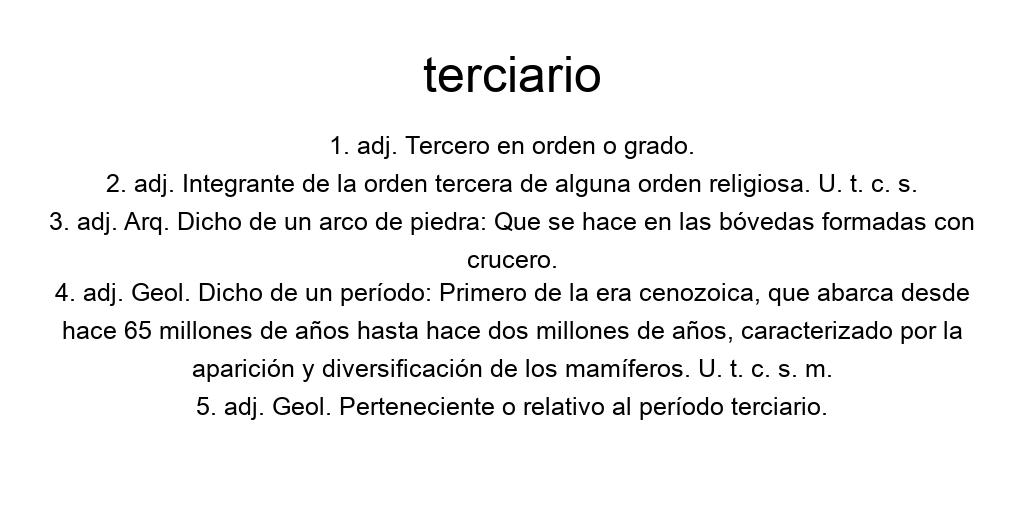 terciario
1. adj. Tercero en orden o grado.
2. adj. Integrante de la orden tercera de alguna orden religiosa. U. t. c. s.
3. adj. Arq. Dicho de un arco de piedra: Que se hace en las bóvedas formadas con
crucero.
4. adj. Geol. Dicho de un período: Primero de la era cenozoica, que abarca desde
hace 65 millones de años hasta hace dos millones de años, caracterizado por la
aparición y diversificación de los mamíferos. U. t. c. s. m.
5. adj. Geol. Perteneciente o relativo al período terciario.